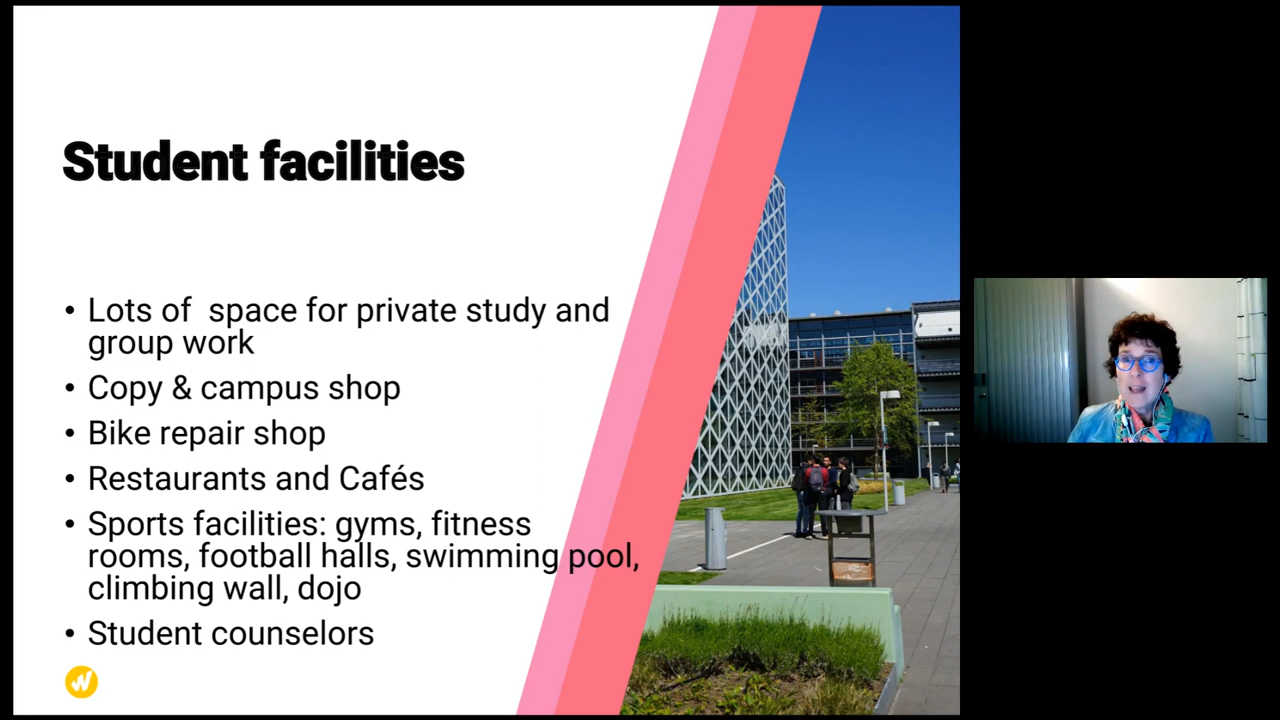 Student facilities
• Lots of  space for private study and
group work
• Copy & campus shop
• Bike repair shop
• Restaurants and Cafés
• Sports facilities: gyms, fitness
rooms, football halls, swimming pool,
climbing wall, dojo
• Student counselors